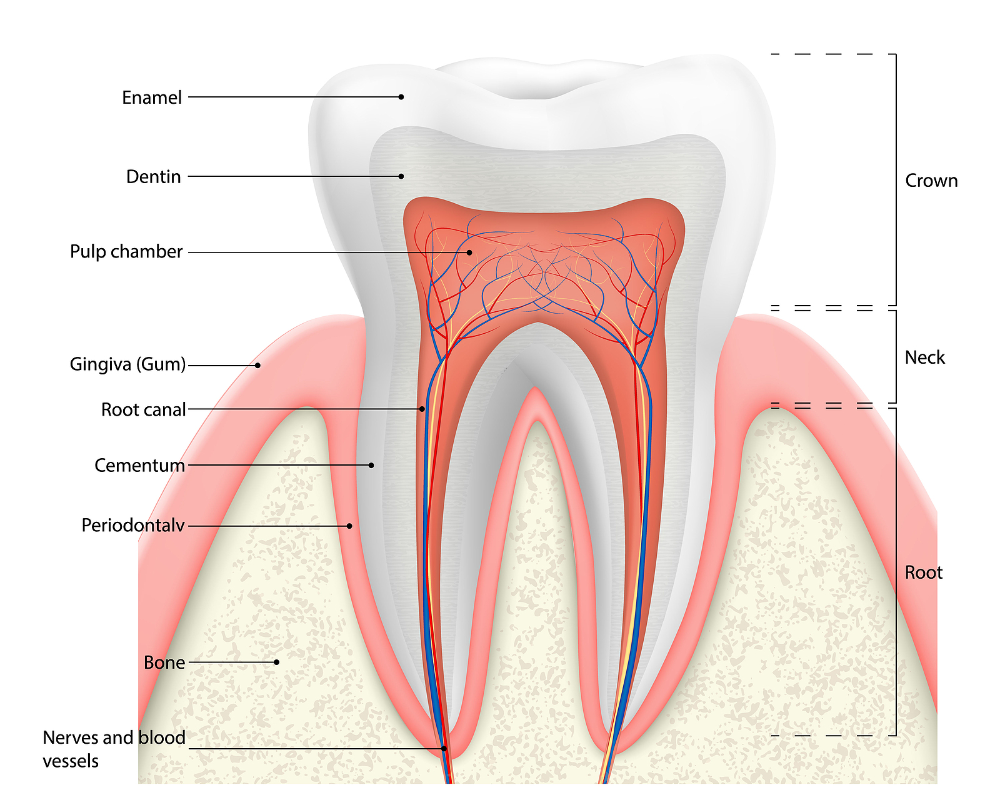 Enamel
Dentin
Pulp chamber
Gingiva (Gum)
Root canal
Cementum
Periodontalv
Bone
Nerves and blood
vessels
Crown
Neck
Root